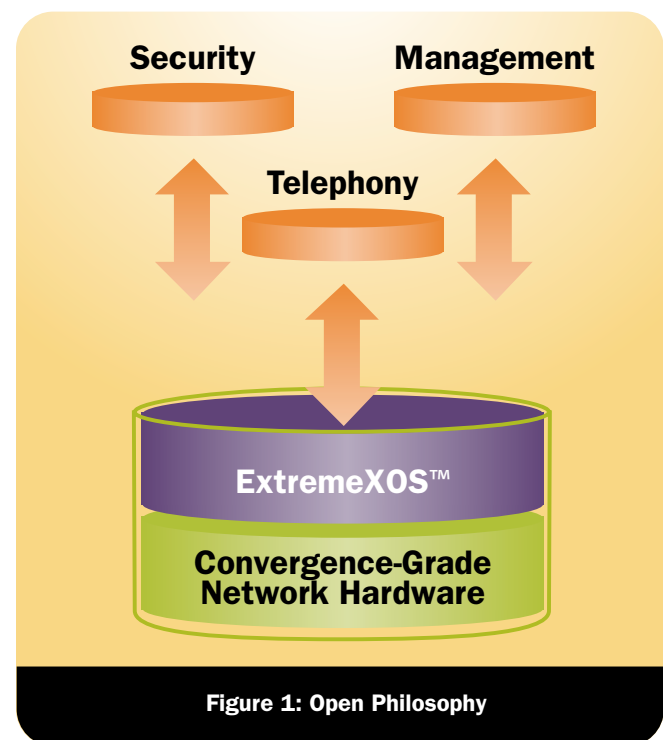 Security
Management
Telephony
ExtremeXOS™
Convergence-Grade
Network Hardware
Figure 1: Open Philosophy